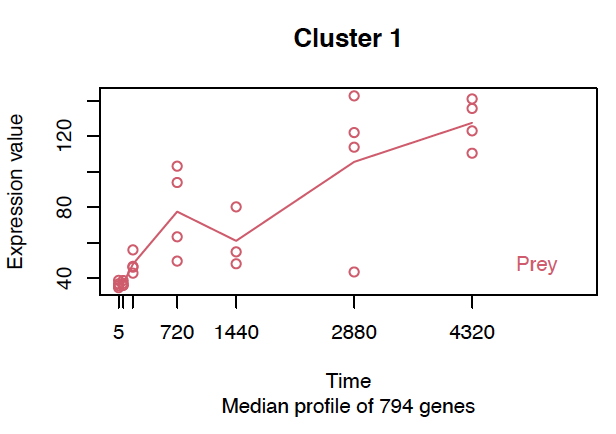 Cluster 1
Expression value
120
80
40
Prey
5 720 1440 2880 4320
Time
Median profile of 794 genes